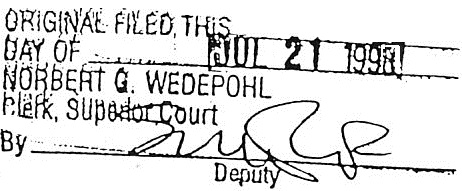 ORIGINAL FILED, THIS
DAY OF JUL 21 1998
NORBERT G. WEDEPOHL
Clerk, Superior Court
By
Deputy